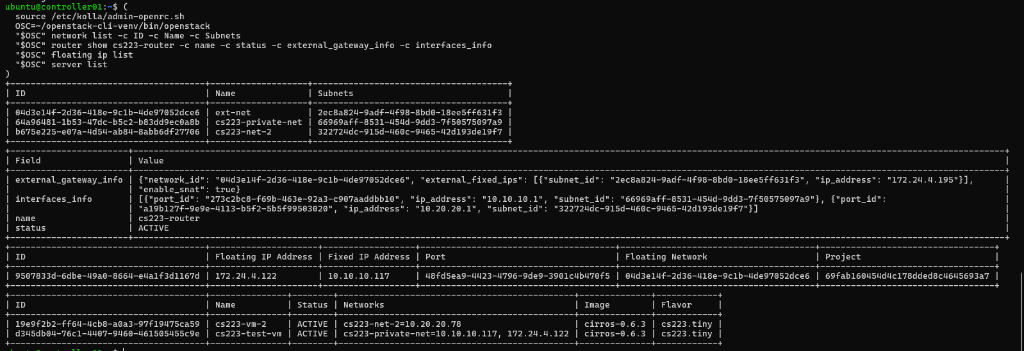 ubuntu@controller01:~$ (
  source /etc/kolla/admin-openrc.sh
  OSC=~/openstack-cli-venv/bin/openstack
  "$OSC" network list -c ID -c Name -c Subnets
  "$OSC" router show cs223-router -c name -c status -c external_gateway_info -c interfaces_info
  "$OSC" floating ip list
  "$OSC" server list
)
| ID | Name | Subnets |
| 04d3e14f-2d36-418e-9c1b-4de97052dce6 | ext-net | 2ec8a824-9adf-4f98-8bd0-18ee5ff631f3 |
| 64a96481-1b53-47dc-b5c2-b83dd9ec0a8b | cs223-private-net | 66969aff-8531-454d-9dd3-7f50575097a9 |
| b675e225-e07a-4d54-ab84-8abb6df27706 | cs223-net-2 | 322724dc-915d-460c-9465-42d193de19f7 |
| Field | Value |
| external_gateway_info | {"network_id": "04d3e14f-2d36-418e-9c1b-4de97052dce6", "external_fixed_ips": [{"subnet_id": "2ec8a824-9adf-4f98-8bd0-18ee5ff631f3", "ip_address": "172.24.4.195"}], |
| | "enable_snat": true} |
| interfaces_info | [{"port_id": "273c2bc8-f69b-463e-92a3-c907aaddbb10", "ip_address": "10.10.10.1", "subnet_id": "66969aff-8531-454d-9dd3-7f50575097a9"}, {"port_id": |
| | "a19b127f-9e9e-4113-b5f2-5b5f99503020", "ip_address": "10.20.20.1", "subnet_id": "322724dc-915d-460c-9465-42d193de19f7"}] |
| name | cs223-router |
| status | ACTIVE |
| ID | Floating IP Address | Fixed IP Address | Port | Floating Network | Project |
| 9507833d-6dbe-49a0-8664-e4a1f3d1167d | 172.24.4.122 | 10.10.10.117 | 48fd5ea9-4423-4796-9de9-3901c4b470f5 | 04d3e14f-2d36-418e-9c1b-4de97052dce6 | 69fab160454d4c178dded8c4645693a7 |
| ID | Name | Status | Networks | Image | Flavor |
| 19e9f2b2-ff64-4cb8-a0a3-97f19475ca59 | cs223-vm-2 | ACTIVE | cs223-net-2=10.20.20.78 | cirros-0.6.3 | cs223.tiny |
| d345db04-76c1-4407-9460-461505455c9e | cs223-test-vm | ACTIVE | cs223-private-net=10.10.10.117, 172.24.4.122 | cirros-0.6.3 | cs223.tiny |